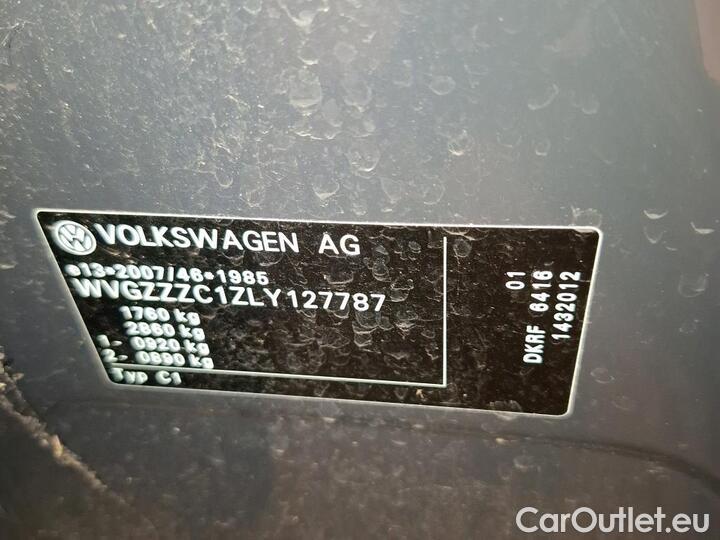 VOLKSWAGEN AG
*13*2007/46*1985
WVGZZZC1ZLY127787
1760 kg
2860 kg
1.- 0920 kg
2.- 0890 kg
Typ C1
01
DKRF 6416
1432012
CarOutlet.eu